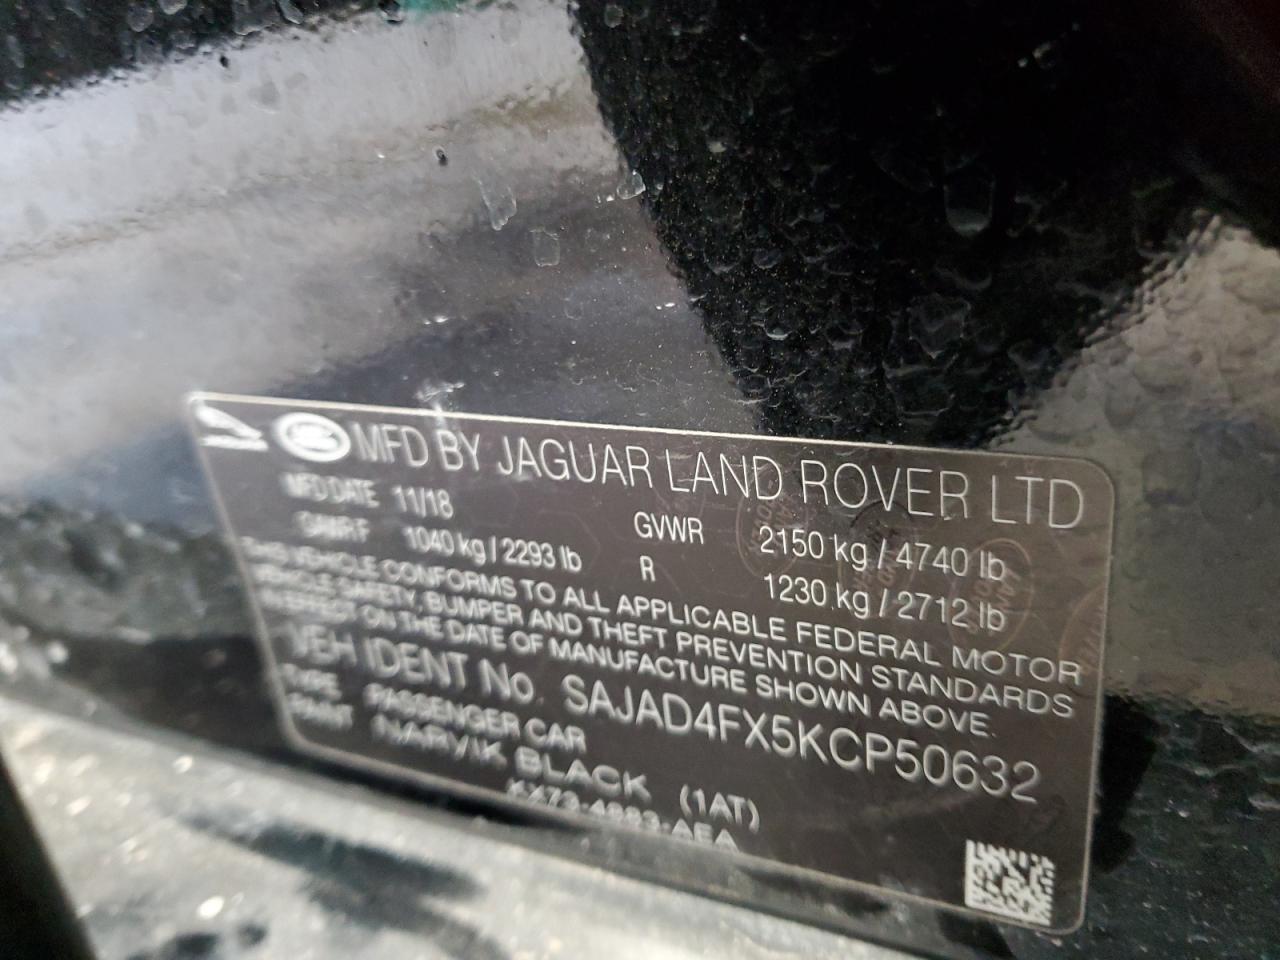 MFD BY JAGUAR LAND ROVER LTD
MFD DATE 11/18 GVWR 2150 kg / 4740 lb
GAWR F 1040 kg / 2293 lb R 1230 kg / 2712 lb
THIS VEHICLE CONFORMS TO ALL APPLICABLE FEDERAL MOTOR
VEHICLE SAFETY, BUMPER AND THEFT PREVENTION STANDARDS
IN EFFECT ON THE DATE OF MANUFACTURE SHOWN ABOVE.
VEH IDENT No. SAJAD4FX5KCP50632
TYPE PASSENGER CAR
PAINT NARVIK BLACK (1AT)